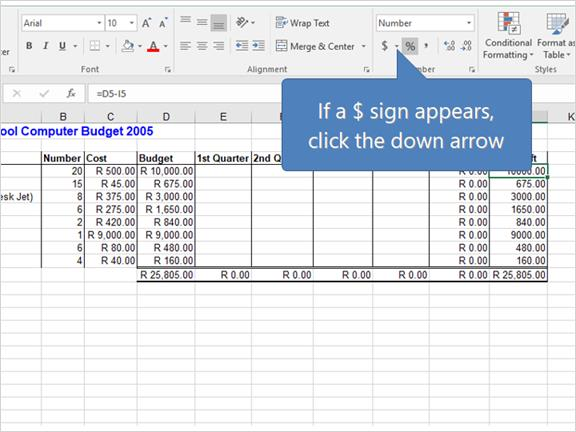 Arial 10 A A Wrap Text Number Conditional Format as
B I U A Merge & Center $ % , .00 Formatting Table
Font Alignment Number Styles
fx =D5-I5
B C D E F K
ool Computer Budget 2005
If a $ sign appears,
click the down arrow
Number Cost Budget 1st Quarter 2nd Q ft
20 R 500.00 R 10,000.00 R 0.00 10000.00
15 R 45.00 R 675.00 R 0.00 675.00
esk Jet) 8 R 375.00 R 3,000.00 R 0.00 3000.00
6 R 275.00 R 1,650.00 R 0.00 1650.00
2 R 420.00 R 840.00 R 0.00 840.00
1 R 9,000.00 R 9,000.00 R 0.00 9000.00
6 R 80.00 R 480.00 R 0.00 480.00
4 R 40.00 R 160.00 R 0.00 160.00
R 25,805.00 R 0.00 R 0.00 R 0.00 R 0.00 R 0.00 R 25,805.00